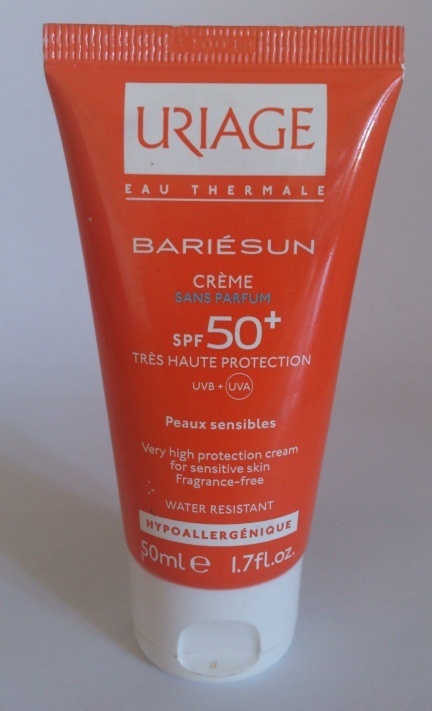 URIAGE
EAU THERMALE
BARIÉSUN
CRÈME
SANS PARFUM
SPF 50+
TRÈS HAUTE PROTECTION
UVB + UVA
Peaux sensibles
Very high protection cream
for sensitive skin
Fragrance-free
WATER RESISTANT
HYPOALLERGÉNIQUE
50ml e 1.7fl.oz.